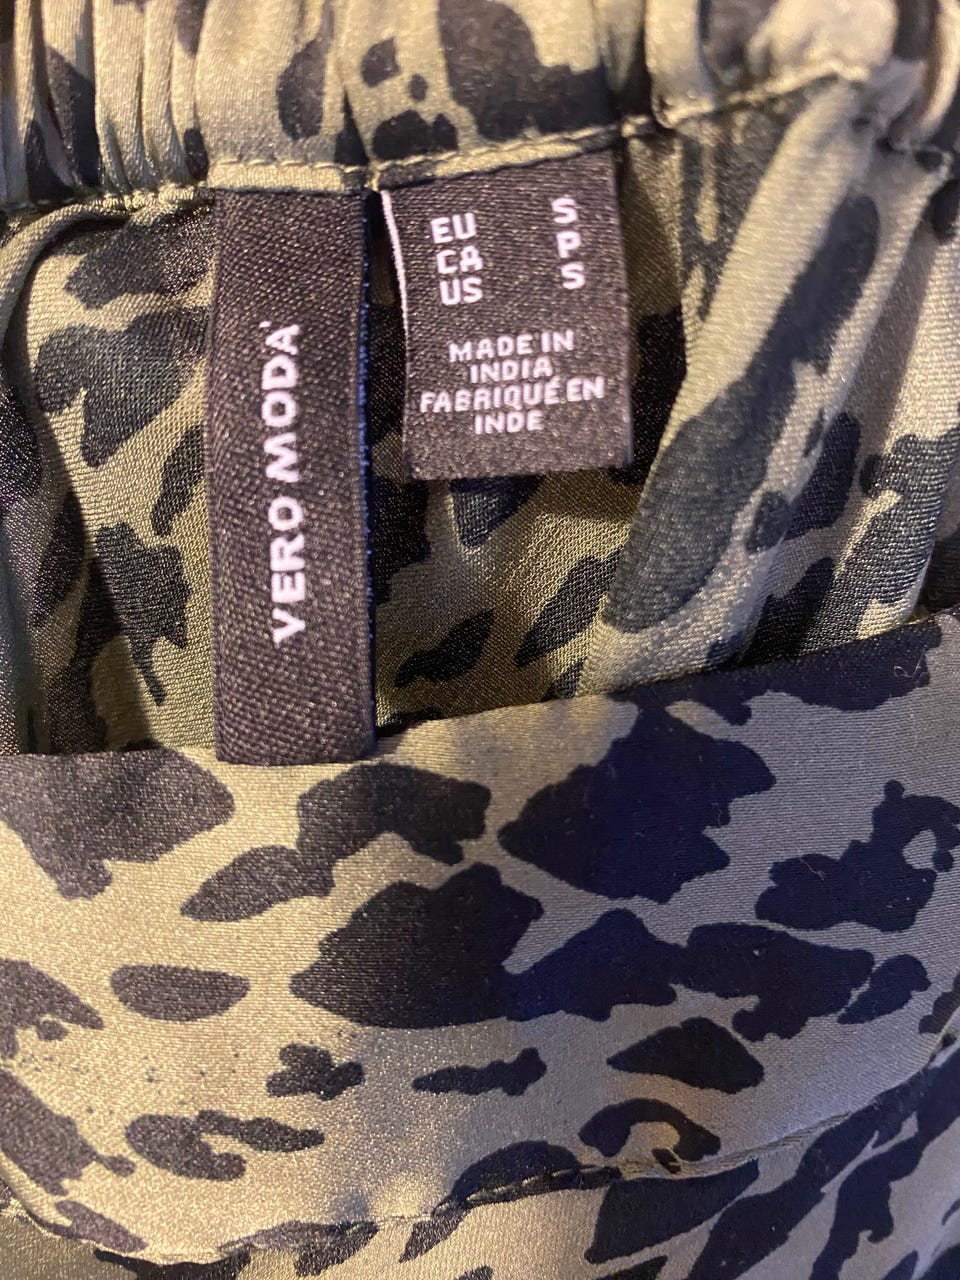 VERO MODA
EU S
CA P
US S
MADE IN
INDIA
FABRIQUÉ EN
INDE